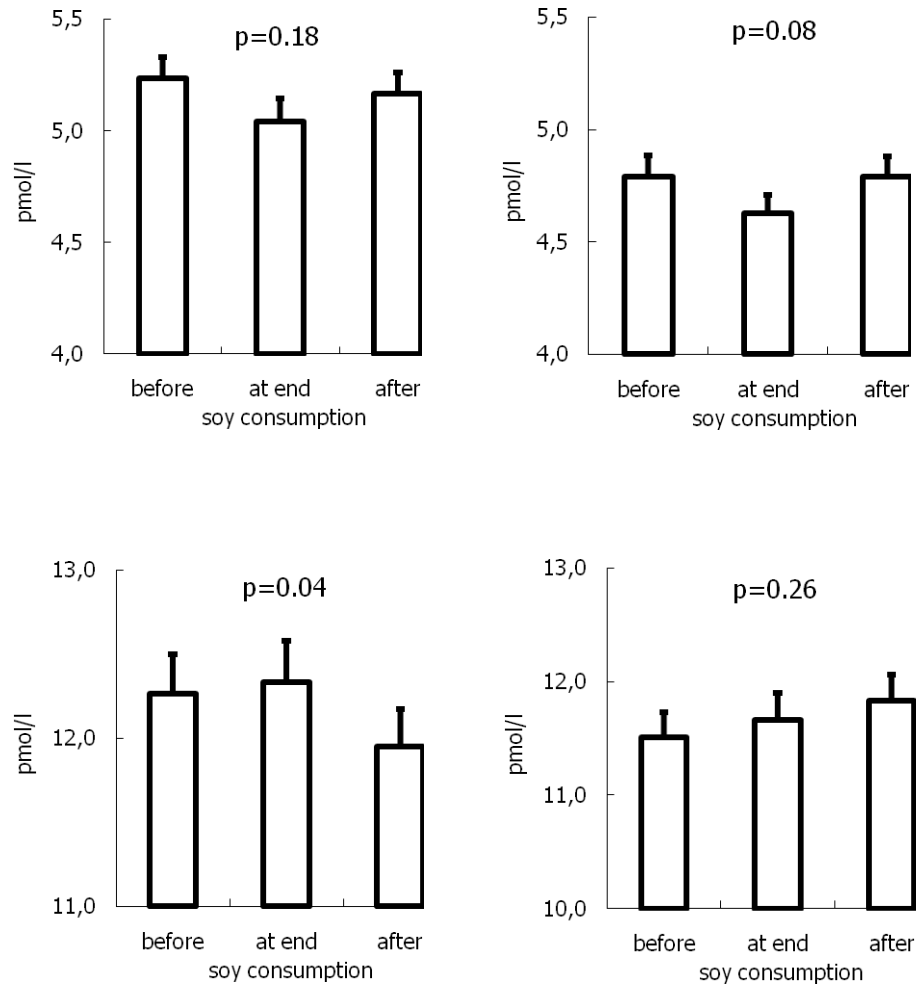 5,5
p=0.18
5,0
pmol/l
4,5
4,0
before at end after
soy consumption
5,5
p=0.08
5,0
pmol/l
4,5
4,0
before at end after
soy consumption
13,0
p=0.04
pmol/l
12,0
11,0
before at end after
soy consumption
13,0
p=0.26
12,0
pmol/l
11,0
10,0
before at end after
soy consumption